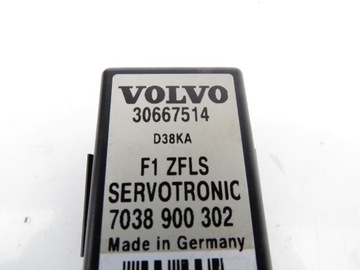 VOLVO
30667514
D38KA
F1 ZFLS
SERVOTRONIC
7038 900 302
Made in Germany